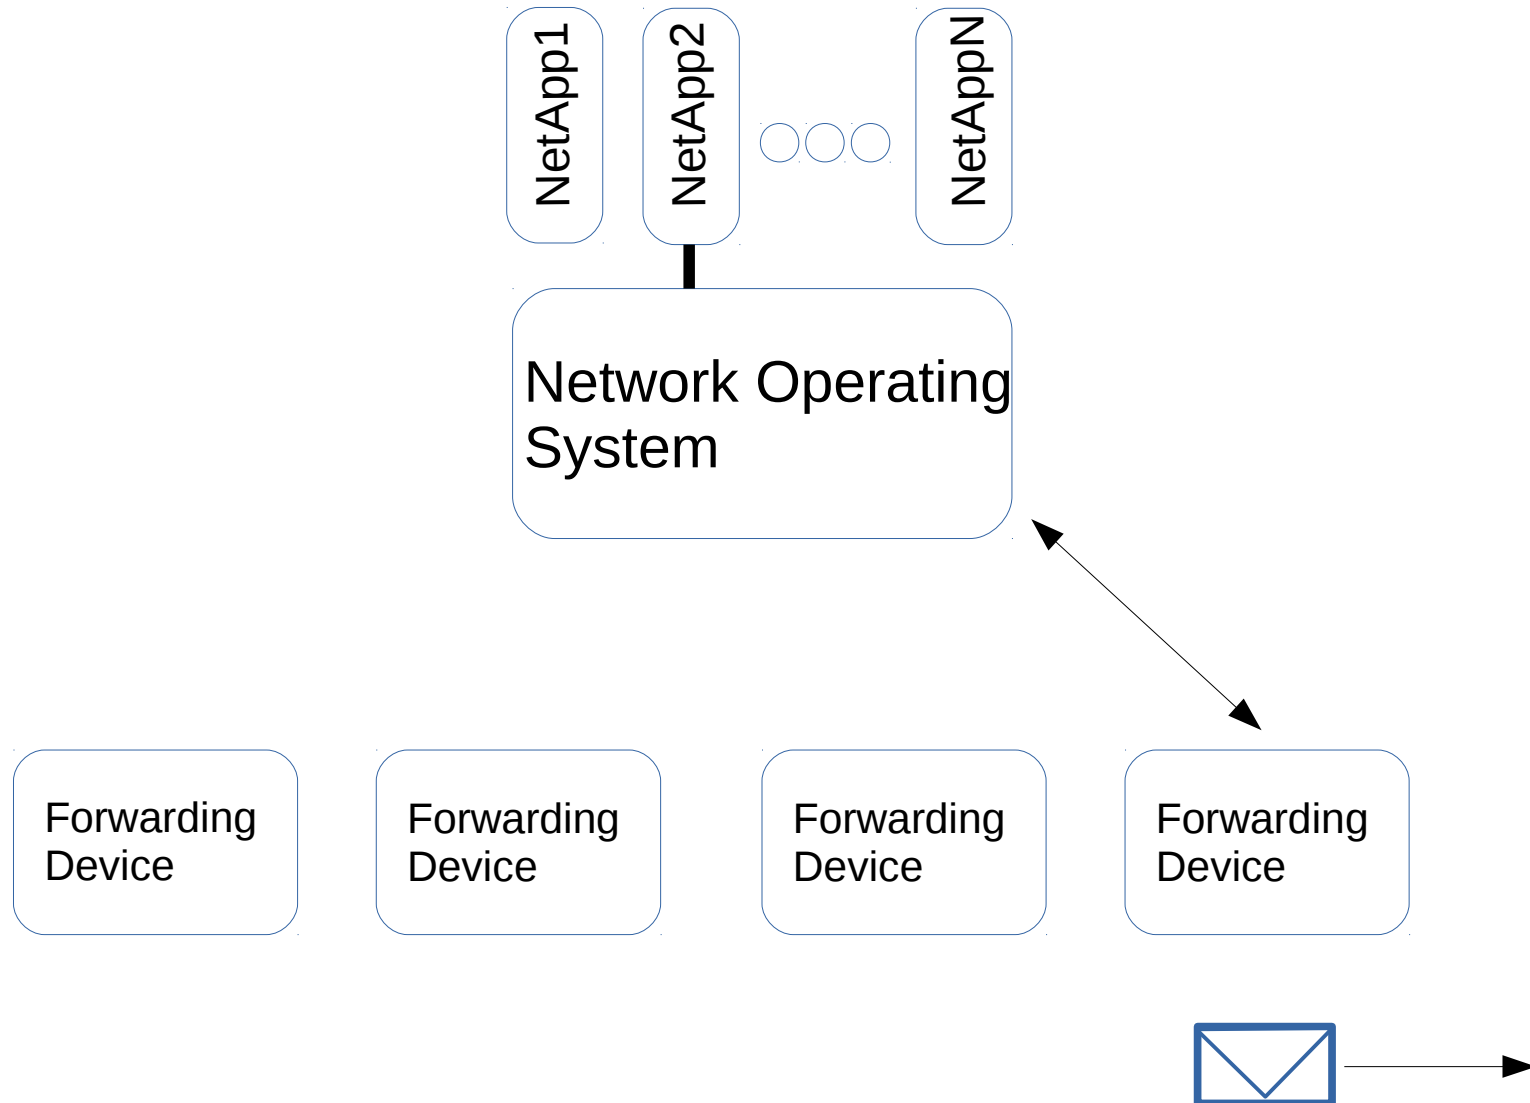 NetApp1
NetApp2
NetAppN
Network Operating
System
Forwarding
Device
Forwarding
Device
Forwarding
Device
Forwarding
Device